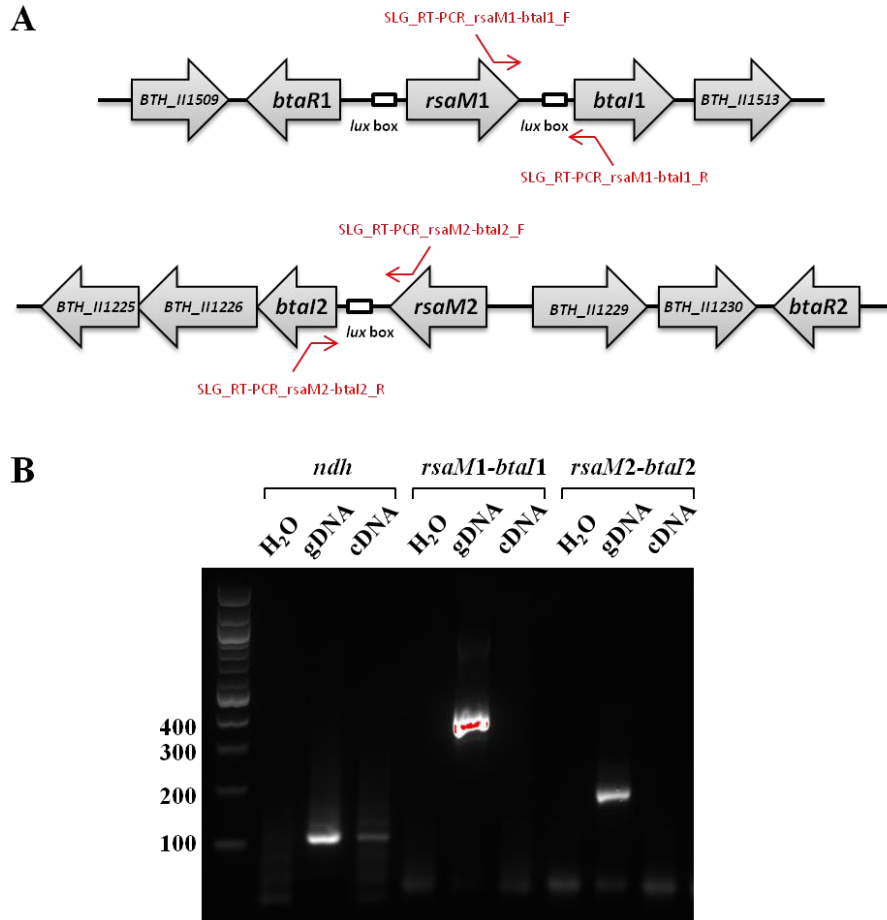 A
SLG_RT-PCR_rsaM1-btaI1_F
BTH_II1509 btaR1 rsaM1 btaI1 BTH_II1513
lux box lux box
SLG_RT-PCR_rsaM1-btaI1_R
SLG_RT-PCR_rsaM2-btaI2_F
BTH_II1225 BTH_II1226 btaI2 rsaM2 BTH_II1229 BTH_II1230 btaR2
lux box
SLG_RT-PCR_rsaM2-btaI2_R
B
ndh rsaM1-btaI1 rsaM2-btaI2
H₂O gDNA cDNA H₂O gDNA cDNA H₂O gDNA cDNA
400
300
200
100